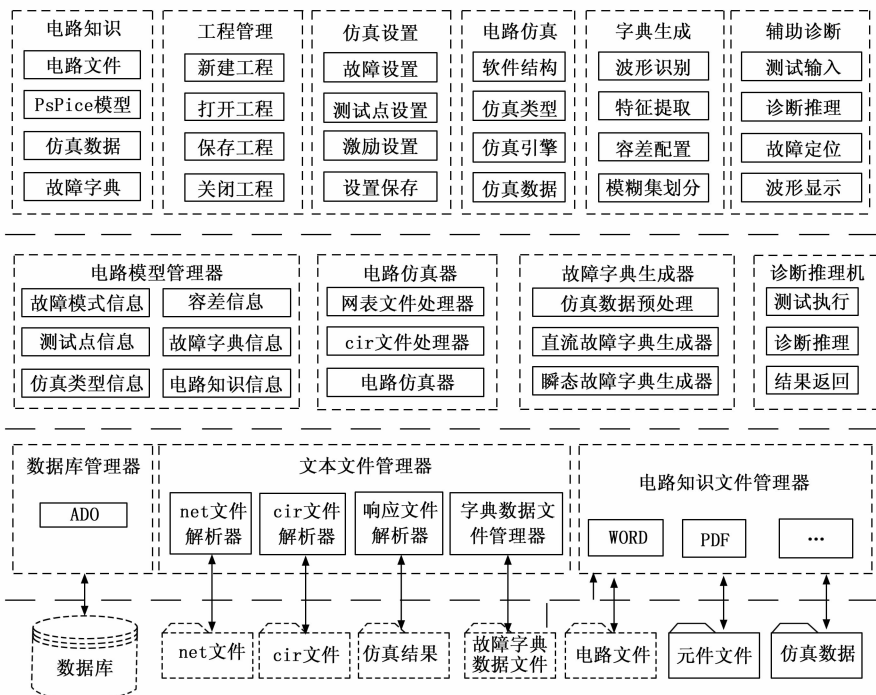 电路知识
电路文件
PsPice模型
仿真数据
故障字典
工程管理
新建工程
打开工程
保存工程
关闭工程
仿真设置
故障设置
测试点设置
激励设置
设置保存
电路仿真
软件结构
仿真类型
仿真引擎
仿真数据
字典生成
波形识别
特征提取
容差配置
模糊集划分
辅助诊断
测试输入
诊断推理
故障定位
波形显示
电路模型管理器
故障模式信息
容差信息
测试点信息
故障字典信息
仿真类型信息
电路知识信息
电路仿真器
网表文件处理器
cir文件处理器
电路仿真器
故障字典生成器
仿真数据预处理
直流故障字典生成器
瞬态故障字典生成器
诊断推理机
测试执行
诊断推理
结果返回
数据库管理器
ADO
文本文件管理器
net文件
解析器
cir文件
解析器
响应文件
解析器
字典数据文
件管理器
电路知识文件管理器
WORD
PDF
…
数据库
net文件
cir文件
仿真结果
故障字典
数据文件
电路文件
元件文件
仿真数据